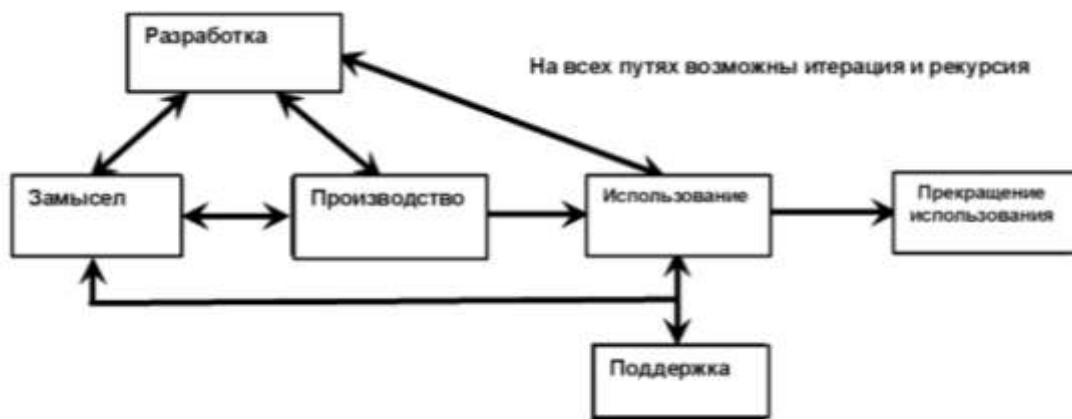 Разработка
На всех путях возможны итерация и рекурсия
Замысел
Производство
Использование
Прекращение
использования
Поддержка